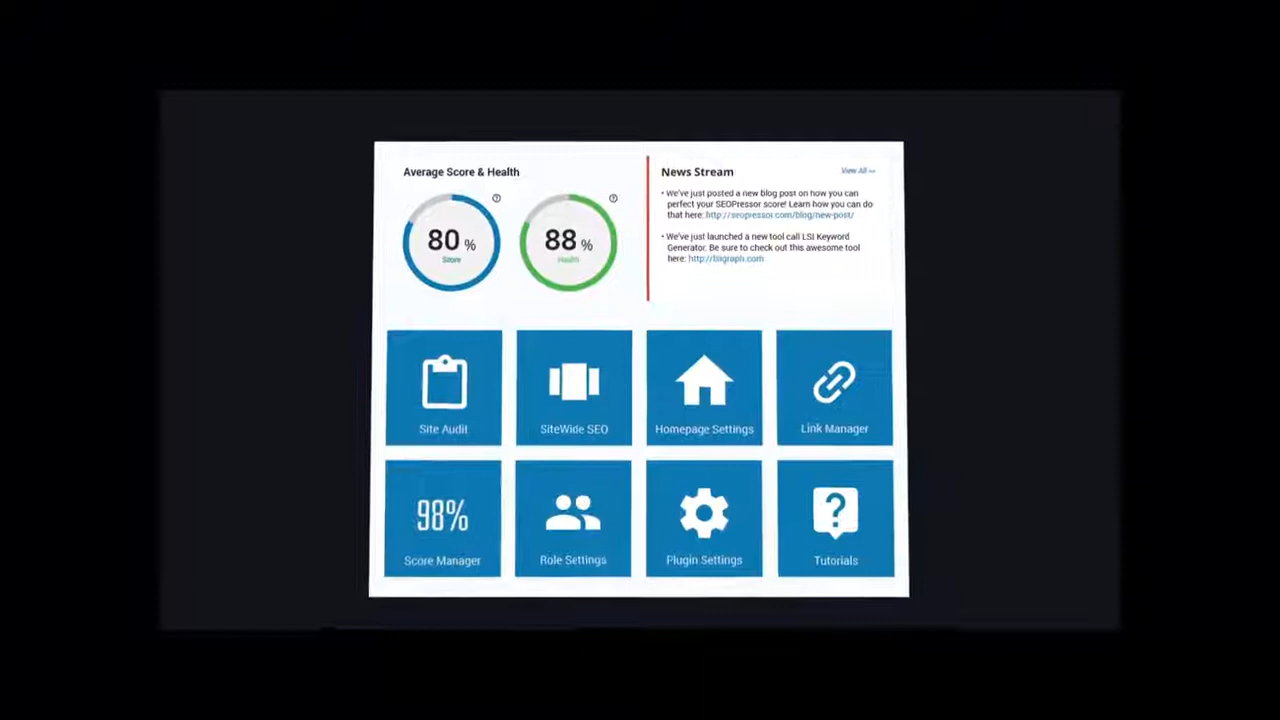 Average Score & Health
80 %
Score
88 %
Health
News Stream
View All
• We've just posted a new blog post on how you can
perfect your SEOPressor score! Learn how you can do
that here: http://seopressor.com/blog/new-post/
• We've just launched a new tool call LSI Keyword
Generator. Be sure to check out this awesome tool
here: http://lsigraph.com
Site Audit
SiteWide SEO
Homepage Settings
Link Manager
98%
Score Manager
Role Settings
Plugin Settings
Tutorials